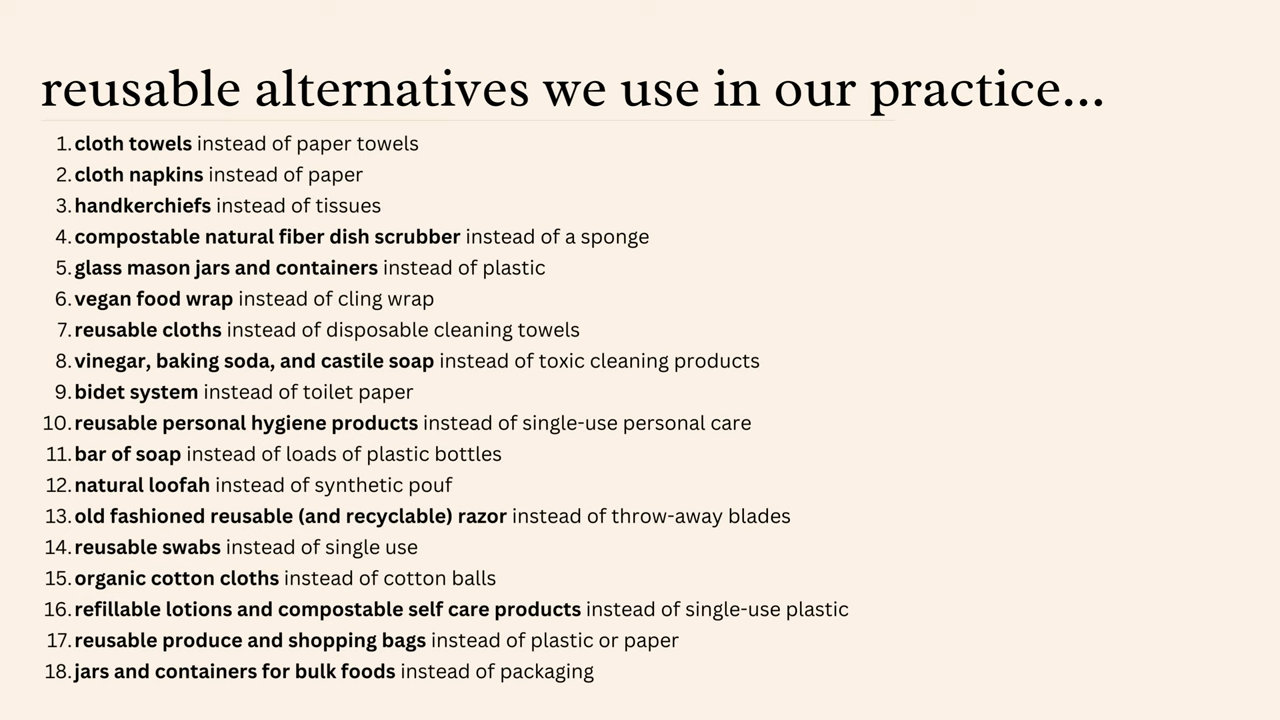 reusable alternatives we use in our practice...
1. cloth towels instead of paper towels
2. cloth napkins instead of paper
3. handkerchiefs instead of tissues
4. compostable natural fiber dish scrubber instead of a sponge
5. glass mason jars and containers instead of plastic
6. vegan food wrap instead of cling wrap
7. reusable cloths instead of disposable cleaning towels
8. vinegar, baking soda, and castile soap instead of toxic cleaning products
9. bidet system instead of toilet paper
10. reusable personal hygiene products instead of single-use personal care
11. bar of soap instead of loads of plastic bottles
12. natural loofah instead of synthetic pouf
13. old fashioned reusable (and recyclable) razor instead of throw-away blades
14. reusable swabs instead of single use
15. organic cotton cloths instead of cotton balls
16. refillable lotions and compostable self care products instead of single-use plastic
17. reusable produce and shopping bags instead of plastic or paper
18. jars and containers for bulk foods instead of packaging